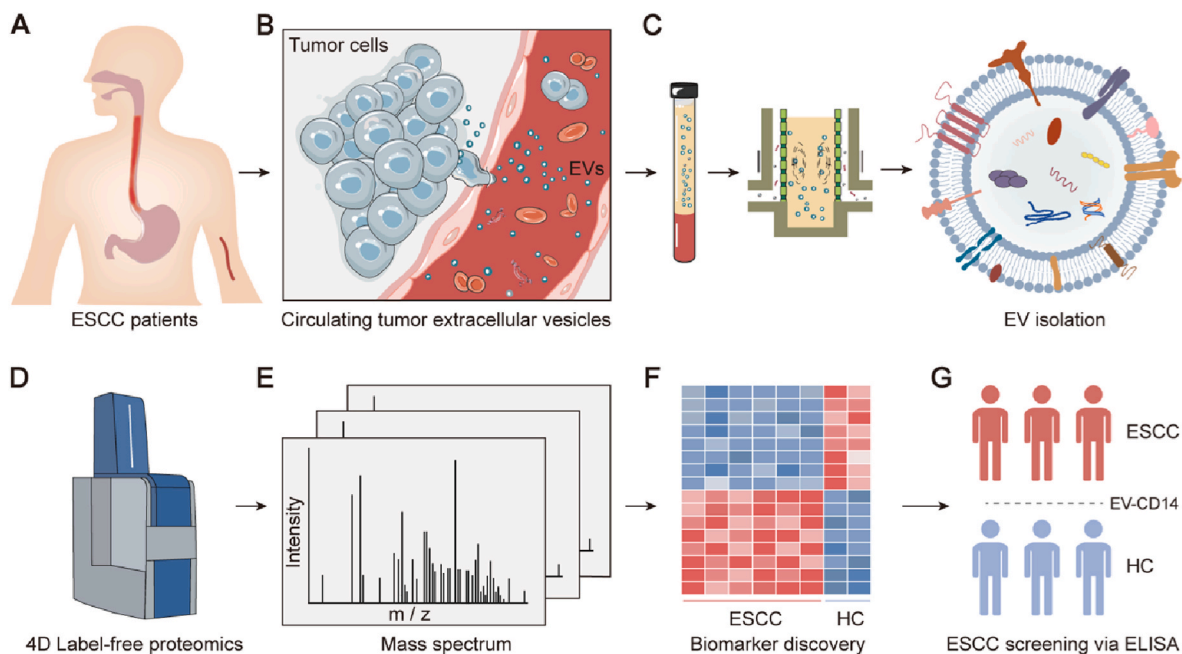 A
B
C
Tumor cells
EVs
ESCC patients
Circulating tumor extracellular vesicles
EV isolation
D
E
F
G
Intensity
m / z
ESCC
HC
ESCC
EV-CD14
HC
4D Label-free proteomics
Mass spectrum
Biomarker discovery
ESCC screening via ELISA